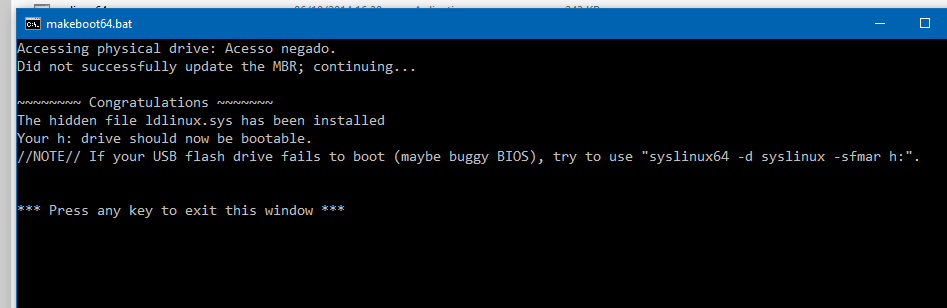 makeboot64.bat
Accessing physical drive: Acesso negado.
Did not successfully update the MBR; continuing...
~~~~~~~~ Congratulations ~~~~~~~
The hidden file ldlinux.sys has been installed
Your h: drive should now be bootable.
//NOTE// If your USB flash drive fails to boot (maybe buggy BIOS), try to use "syslinux64 -d syslinux -sfmar h:".
*** Press any key to exit this window ***